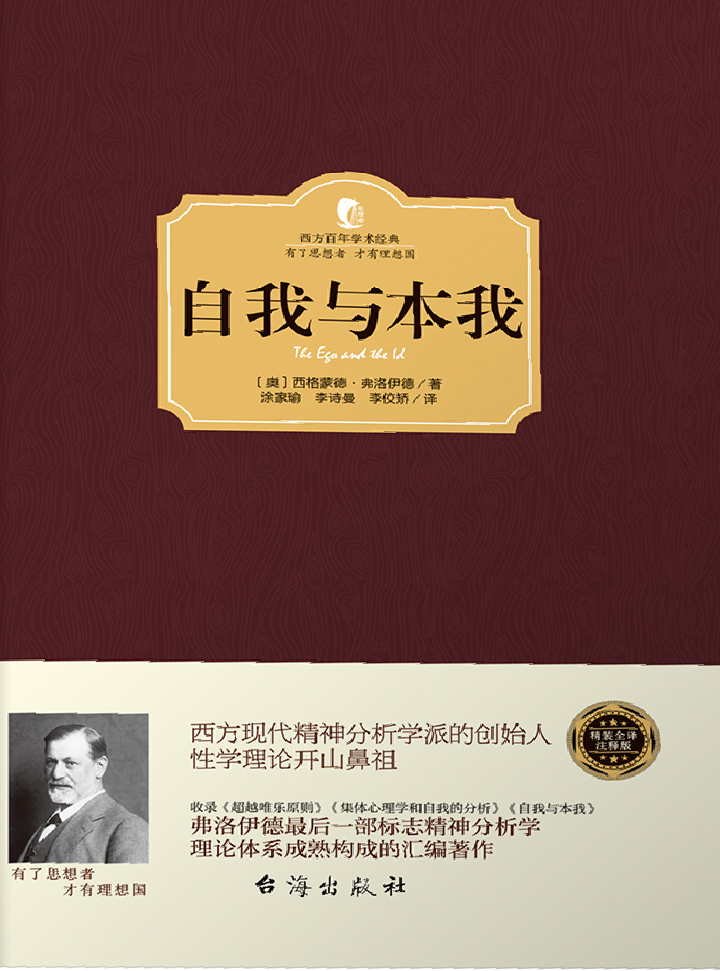 西方百年学术经典
有了思想者 才有理想国
自我与本我
The Ego and the Id
[奥]西格蒙德·弗洛伊德/著
涂家瑜 李诗曼 李佼矫/译
西方现代精神分析学派的创始人
性学理论开山鼻祖
精装全译
注释版
收录《超越唯乐原则》《集体心理学和自我的分析》《自我与本我》
弗洛伊德最后一部标志精神分析学
理论体系成熟构成的汇编著作
有了思想者
才有理想国
台海出版社